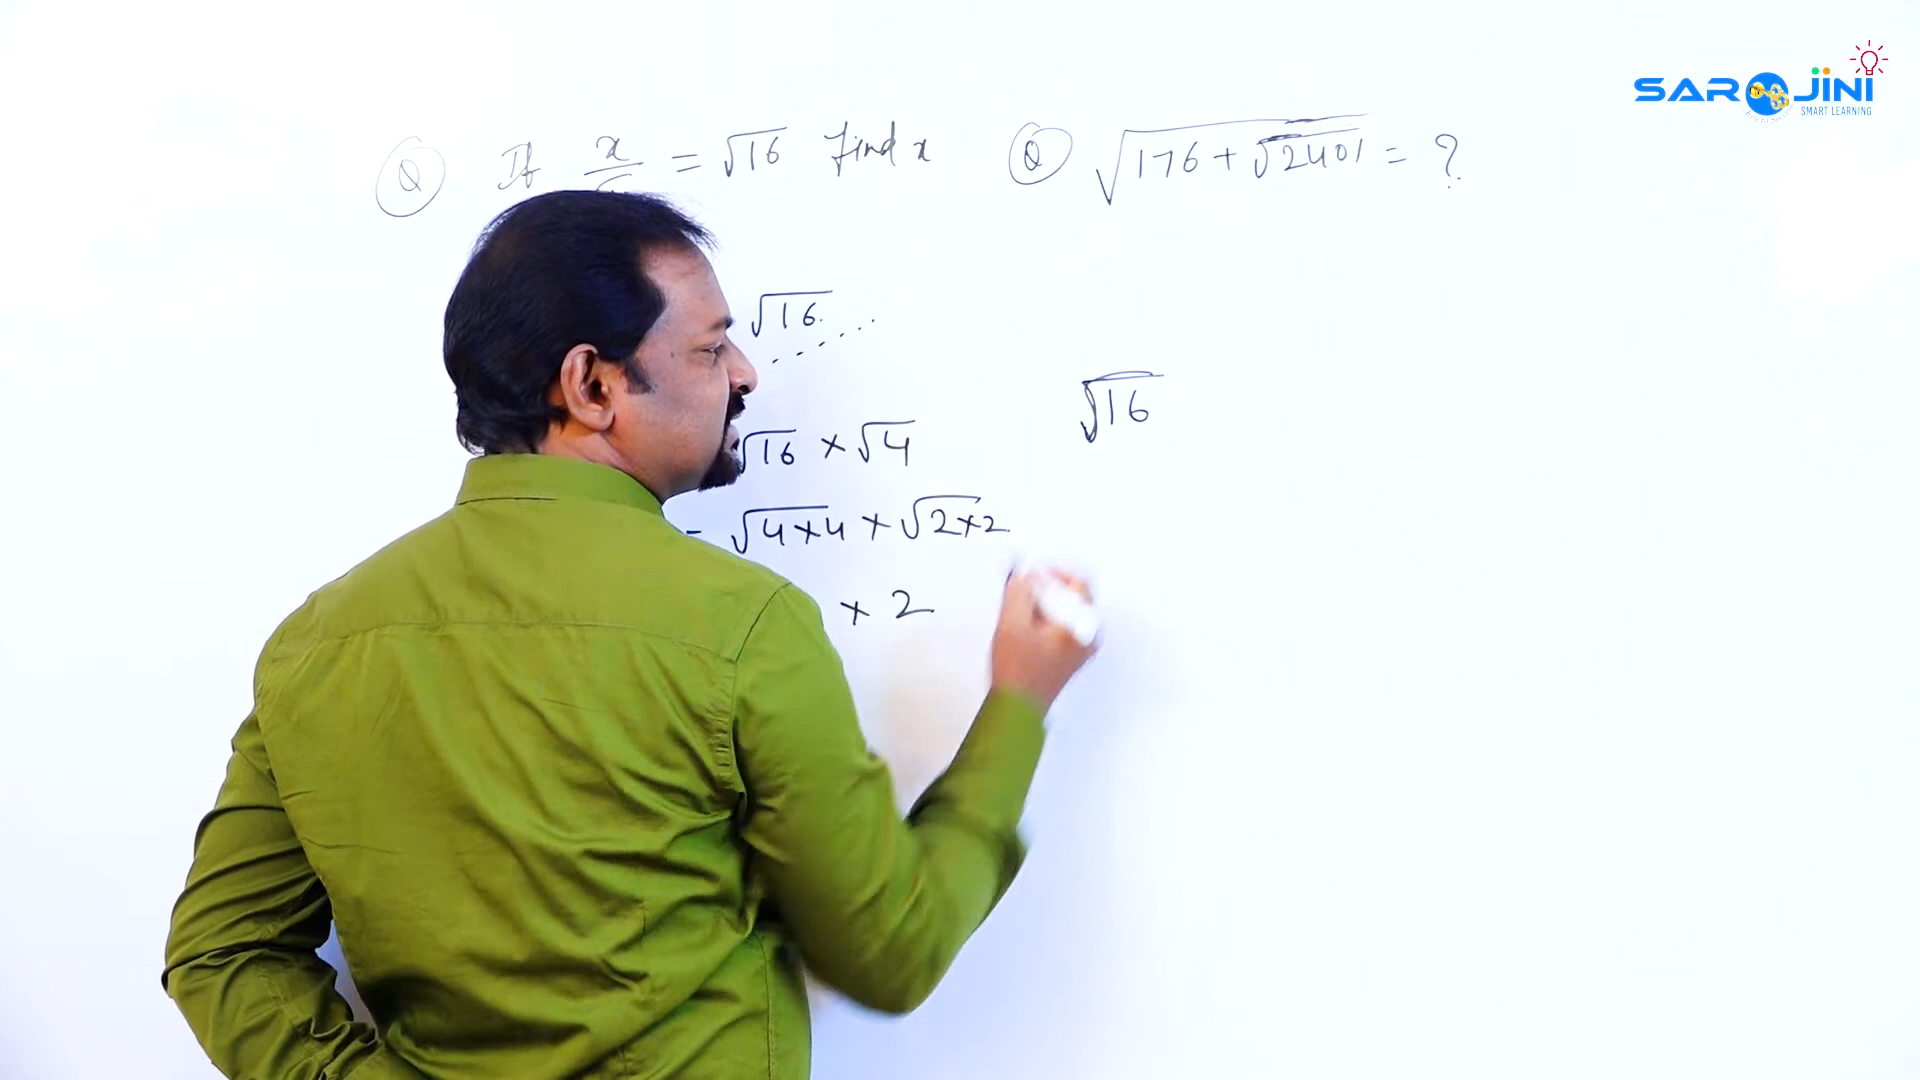 SAROJINI
SMART LEARNING
Q If x/√ = √16 find x
Q √(176 + √2401) = ?
√16
√16
√16 × √4
- √4×4 × √2×2
× 2